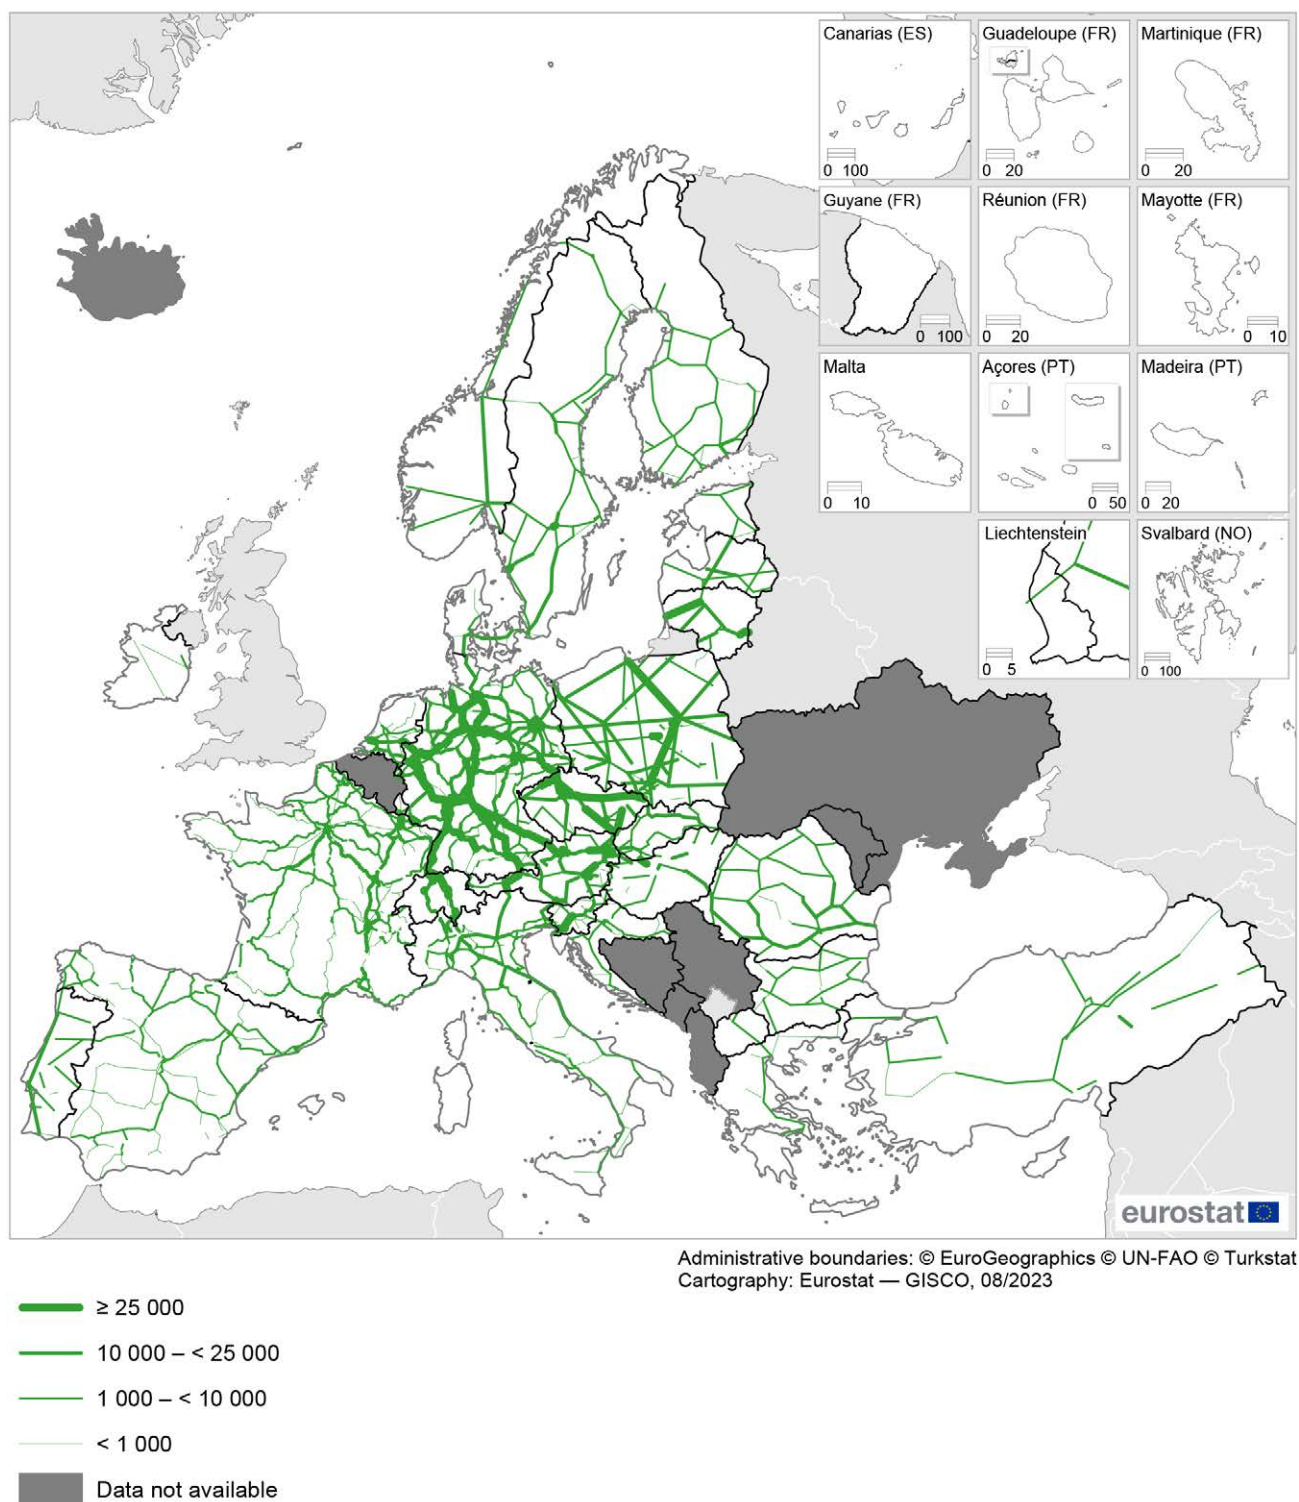 Canarias (ES)
0 100
Guadeloupe (FR)
0 20
Martinique (FR)
0 20
Guyane (FR)
0 100
Réunion (FR)
0 20
Mayotte (FR)
0 10
Malta
0 10
Açores (PT)
0 50
Madeira (PT)
0 20
Liechtenstein
0 5
Svalbard (NO)
0 100
eurostat
Administrative boundaries: © EuroGeographics © UN-FAO © Turkstat
Cartography: Eurostat — GISCO, 08/2023
≥ 25 000
10 000 – < 25 000
1 000 – < 10 000
< 1 000
Data not available